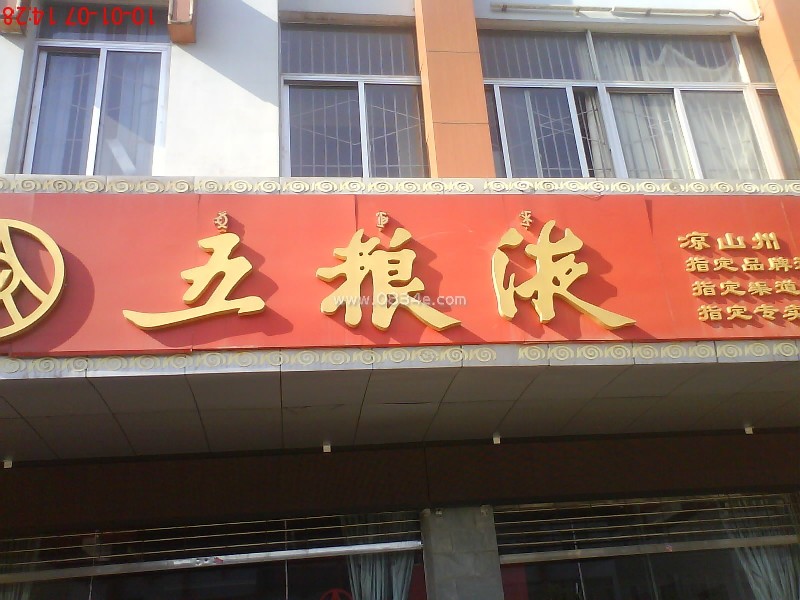 10-01-07 14:28
五粮液
凉山州
指定品牌
指定渠道
指定专卖
www.0834e.com